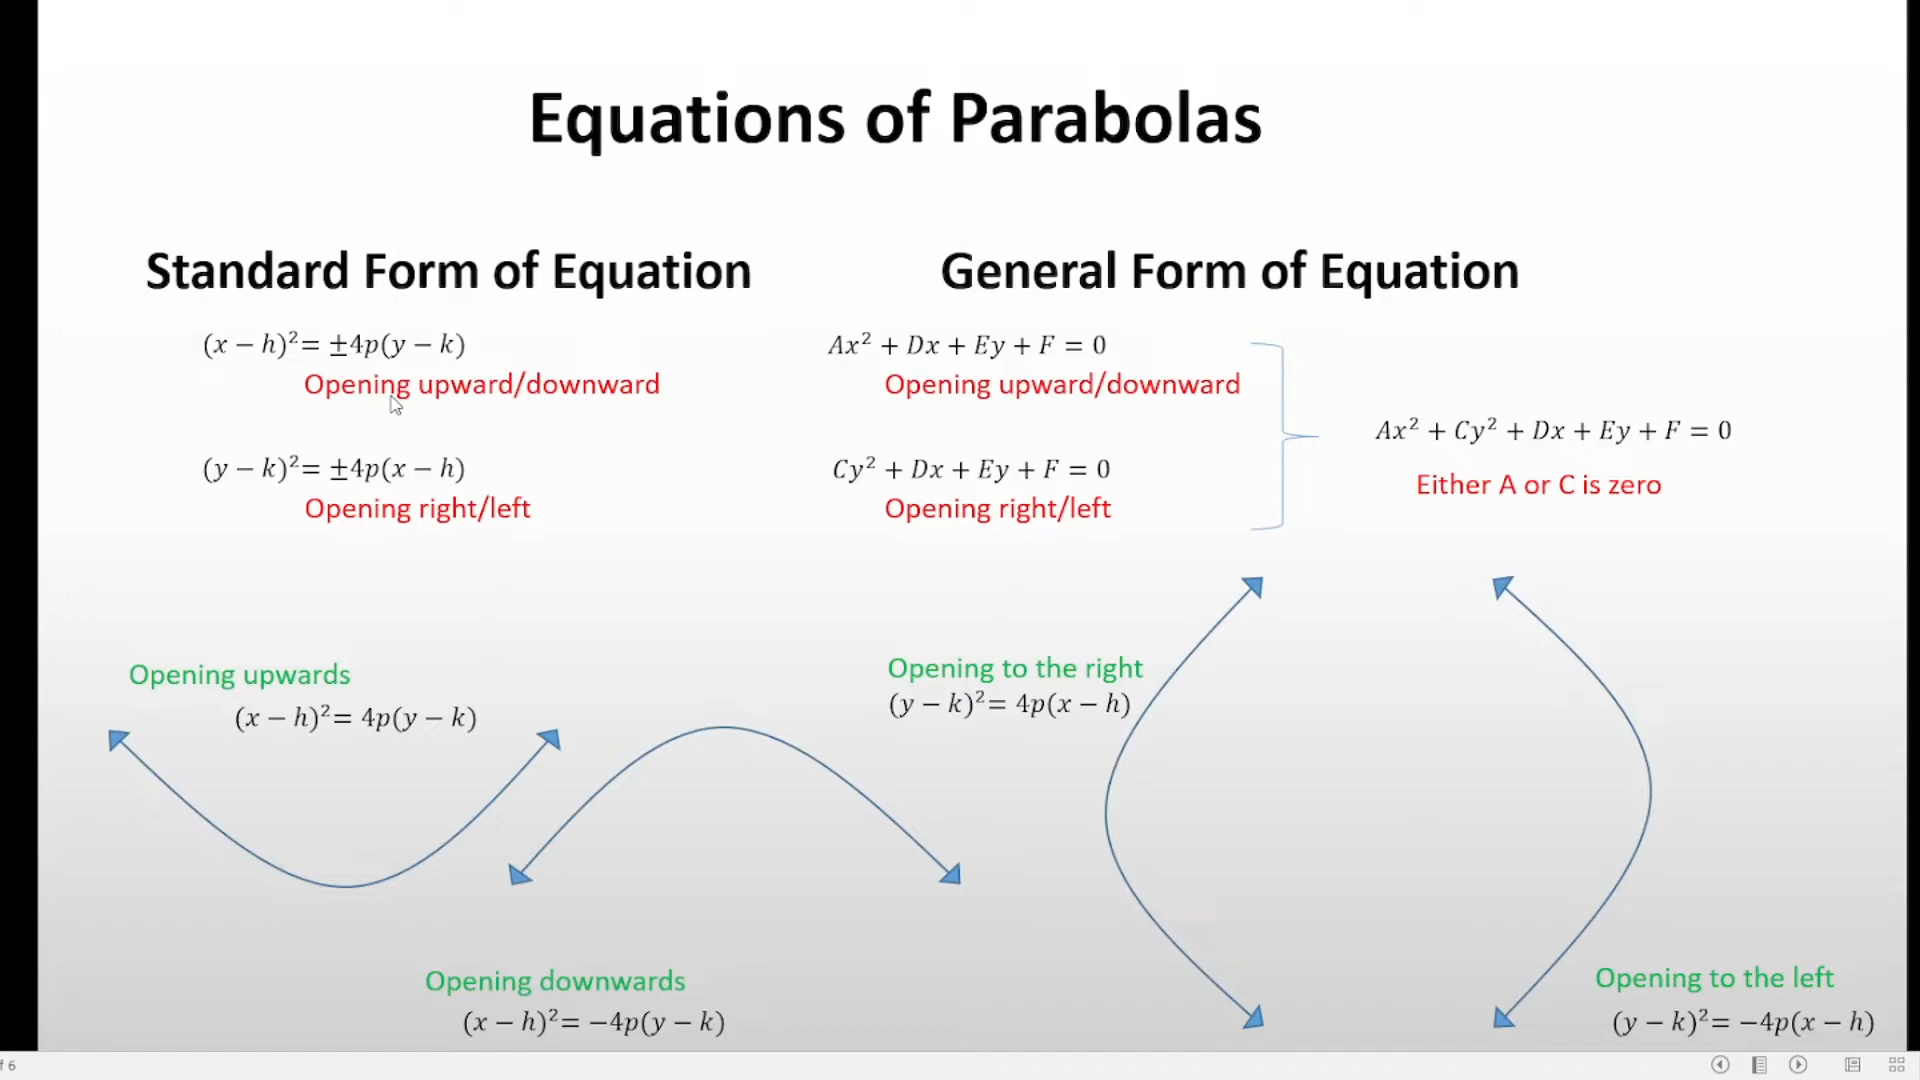 Equations of Parabolas
Standard Form of Equation
(x − h)²= ±4p(y − k)
Opening upward/downward
(y − k)²= ±4p(x − h)
Opening right/left
General Form of Equation
Ax² + Dx + Ey + F = 0
Opening upward/downward
Cy² + Dx + Ey + F = 0
Opening right/left
Ax² + Cy² + Dx + Ey + F = 0
Either A or C is zero
Opening upwards
(x − h)²= 4p(y − k)
Opening downwards
(x − h)²= −4p(y − k)
Opening to the right
(y − k)²= 4p(x − h)
Opening to the left
(y − k)²= −4p(x − h)
f 6